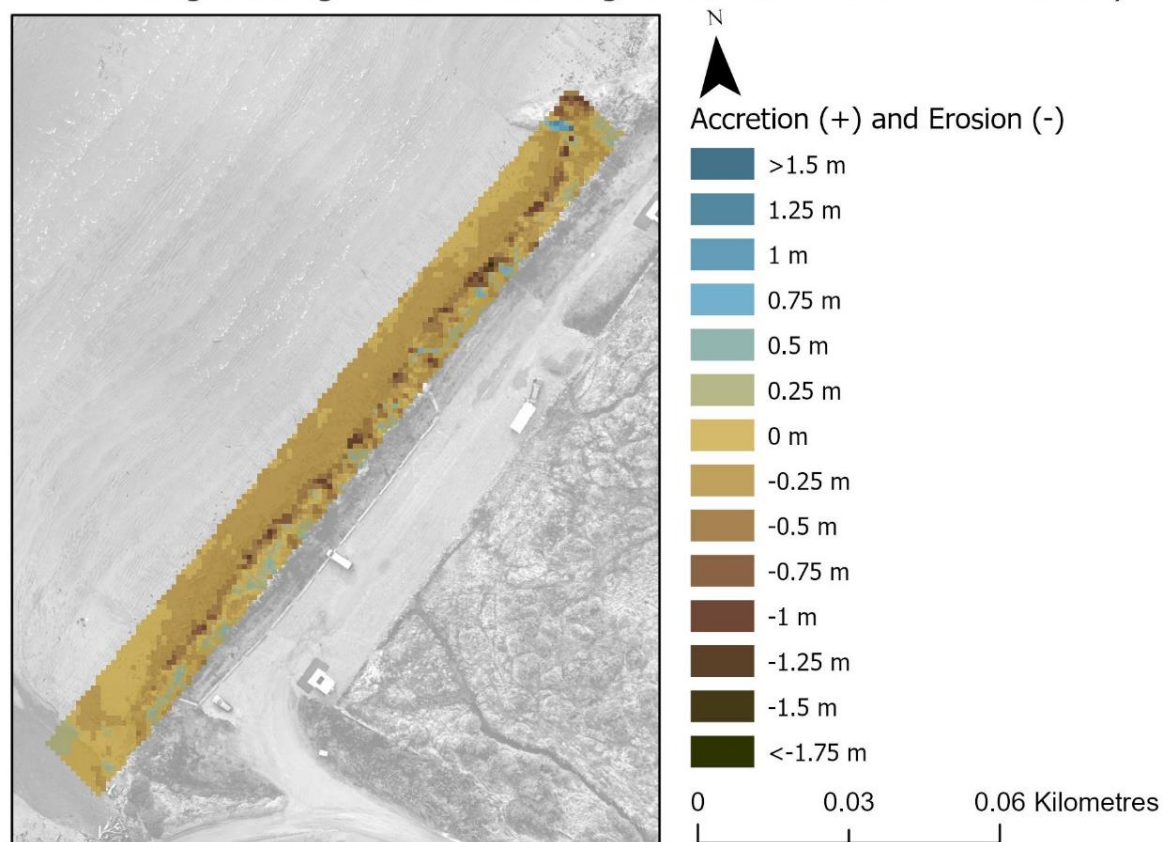 N
Accretion (+) and Erosion (-)
>1.5 m
1.25 m
1 m
0.75 m
0.5 m
0.25 m
0 m
-0.25 m
-0.5 m
-0.75 m
-1 m
-1.25 m
-1.5 m
<-1.75 m
0 0.03 0.06 Kilometres